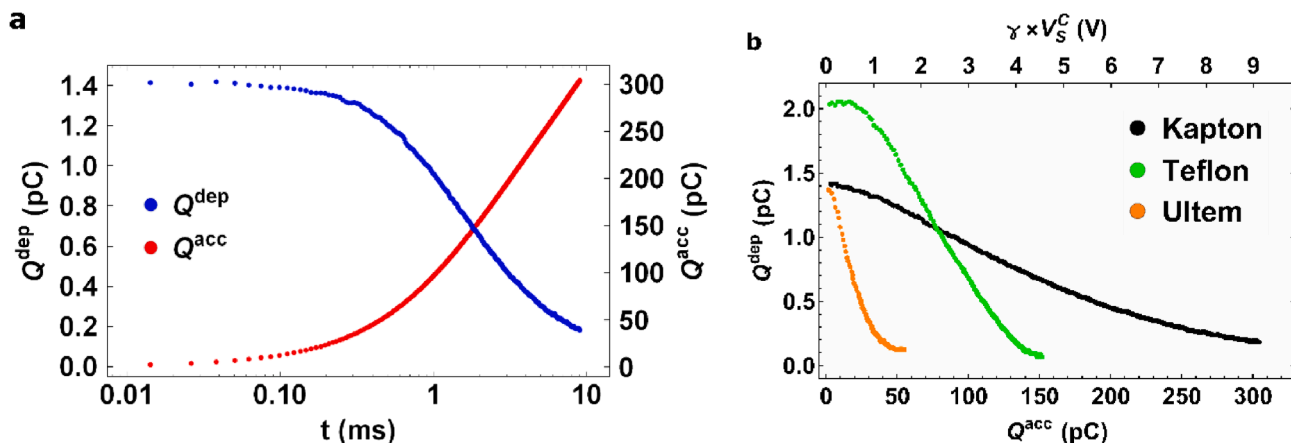 a
Q^dep (pC)
1.4
1.2
1.0
0.8
0.6
0.4
0.2
0.0
Q^dep
Q^acc
300
250
200
150
100
50
0
Q^acc (pC)
0.01 0.10 1 10
t (ms)
b
γ × V_S^C (V)
0 1 2 3 4 5 6 7 8 9
Q^dep (pC)
2.0
1.5
1.0
0.5
0.0
Kapton
Teflon
Ultem
0 50 100 150 200 250 300
Q^acc (pC)